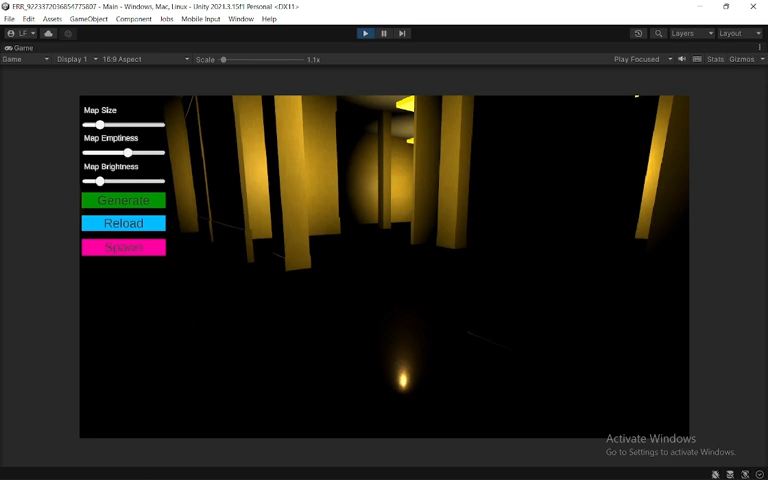 ERR_9223372036854775807 - Main - Windows, Mac, Linux - Unity 2021.3.15f1 Personal <DX11>
File Edit Assets GameObject Component Jobs Mobile Input Window Help
LF Layers Layout
Game
Game Display 1 16:9 Aspect Scale 1.1x Play Focused Stats Gizmos
Map Size
Map Emptiness
Map Brightness
Generate
Reload
Spawn
Activate Windows
Go to Settings to activate Windows.